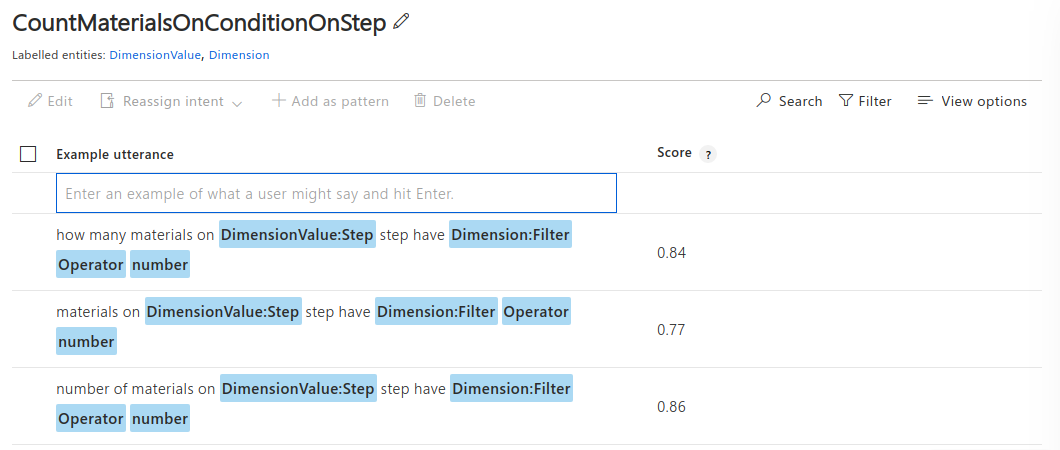 CountMaterialsOnConditionOnStep
Labelled entities: DimensionValue, Dimension
Edit Reassign intent Add as pattern Delete Search Filter View options
Example utterance Score ?
Enter an example of what a user might say and hit Enter.
how many materials on DimensionValue:Step step have Dimension:Filter
Operator number
0.84
materials on DimensionValue:Step step have Dimension:Filter Operator
number
0.77
number of materials on DimensionValue:Step step have Dimension:Filter
Operator number
0.86